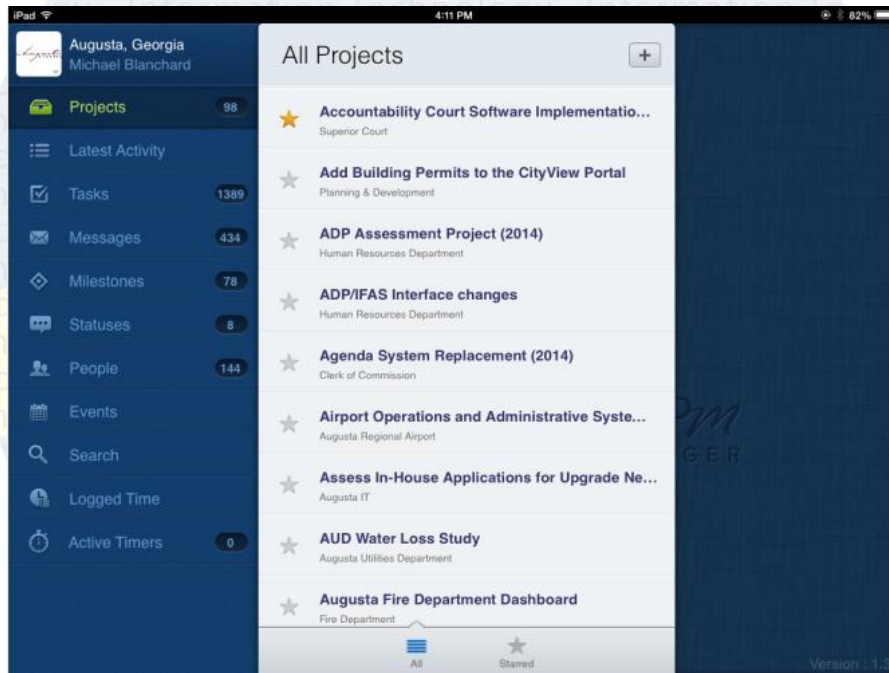 iPad
4:11 PM
82%
Augusta, Georgia
Michael Blanchard
Projects 98
Latest Activity
Tasks 1389
Messages 434
Milestones 78
Statuses 8
People 144
Events
Search
Logged Time
Active Timers 0
All Projects
+
Accountability Court Software Implementatio...
Superior Court
Add Building Permits to the CityView Portal
Planning & Development
ADP Assessment Project (2014)
Human Resources Department
ADP/IFAS Interface changes
Human Resources Department
Agenda System Replacement (2014)
Clerk of Commission
Airport Operations and Administrative Syste...
Augusta Regional Airport
Assess In-House Applications for Upgrade Ne...
Augusta IT
AUD Water Loss Study
Augusta Utilities Department
Augusta Fire Department Dashboard
Fire Department
All
Starred
Version : 1.3